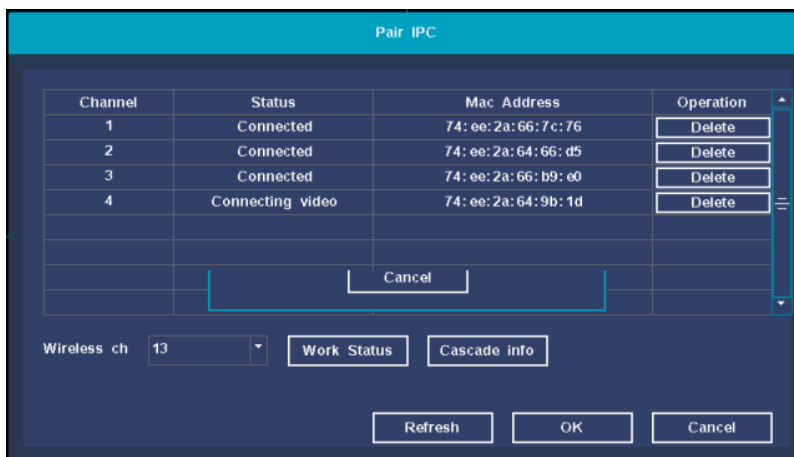 Pair IPC
Channel Status Mac Address Operation
1 Connected 74:ee:2a:66:7c:76 Delete
2 Connected 74:ee:2a:64:66:d5 Delete
3 Connected 74:ee:2a:66:b9:e0 Delete
4 Connecting video 74:ee:2a:64:9b:1d Delete
Cancel
Wireless ch 13 Work Status Cascade info
Refresh OK Cancel